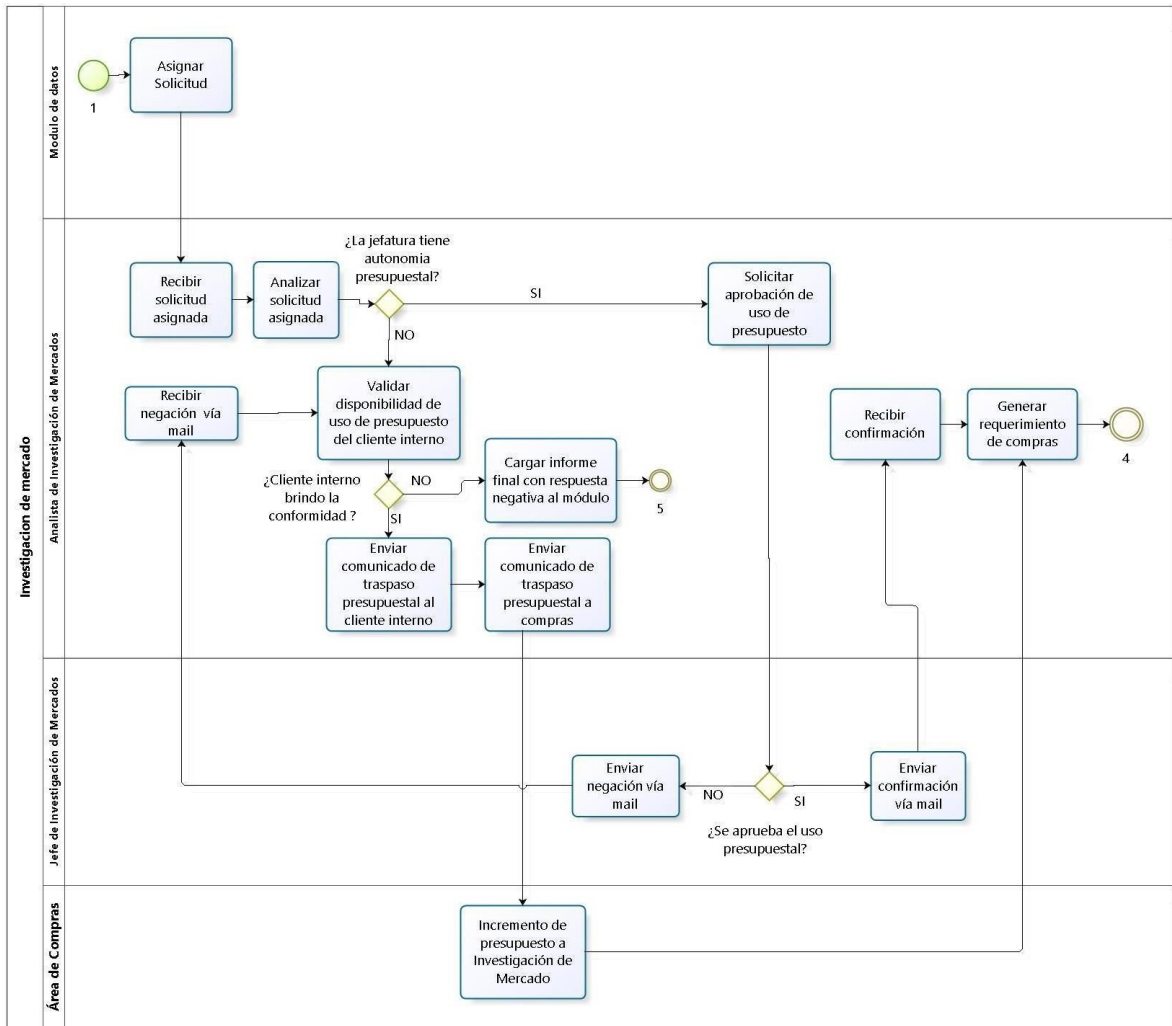 Investigacion de mercado
Modulo de datos
1
Asignar
Solicitud
Analista de Investigación de Mercados
Recibir
solicitud
asignada
Analizar
solicitud
asignada
¿La jefatura tiene
autonomia
presupuestal?
SI
NO
Solicitar
aprobación de
uso de
presupuesto
Recibir
negación vía
mail
Validar
disponibilidad de
uso de presupuesto
del cliente interno
Recibir
confirmación
Generar
requerimiento
de compras
4
¿Cliente interno
brindo la
conformidad ?
NO
SI
Cargar informe
final con respuesta
negativa al módulo
5
Enviar
comunicado de
traspaso
presupuestal al
cliente interno
Enviar
comunicado de
traspaso
presupuestal a
compras
Jefe de Investigación de Mercados
Enviar
negación vía
mail
NO
SI
¿Se aprueba el uso
presupuestal?
Enviar
confirmación
vía mail
Área de Compras
Incremento de
presupuesto a
Investigación de
Mercado